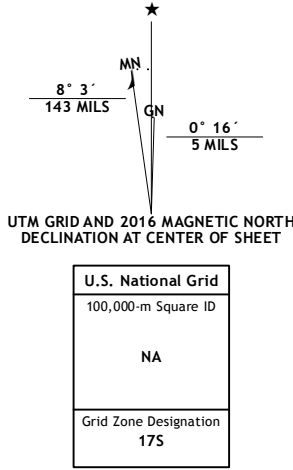 ★
MN
GN
8° 3´
143 MILS
0° 16´
5 MILS
UTM GRID AND 2016 MAGNETIC NORTH
DECLINATION AT CENTER OF SHEET
U.S. National Grid
100,000-m Square ID
NA
Grid Zone Designation
17S